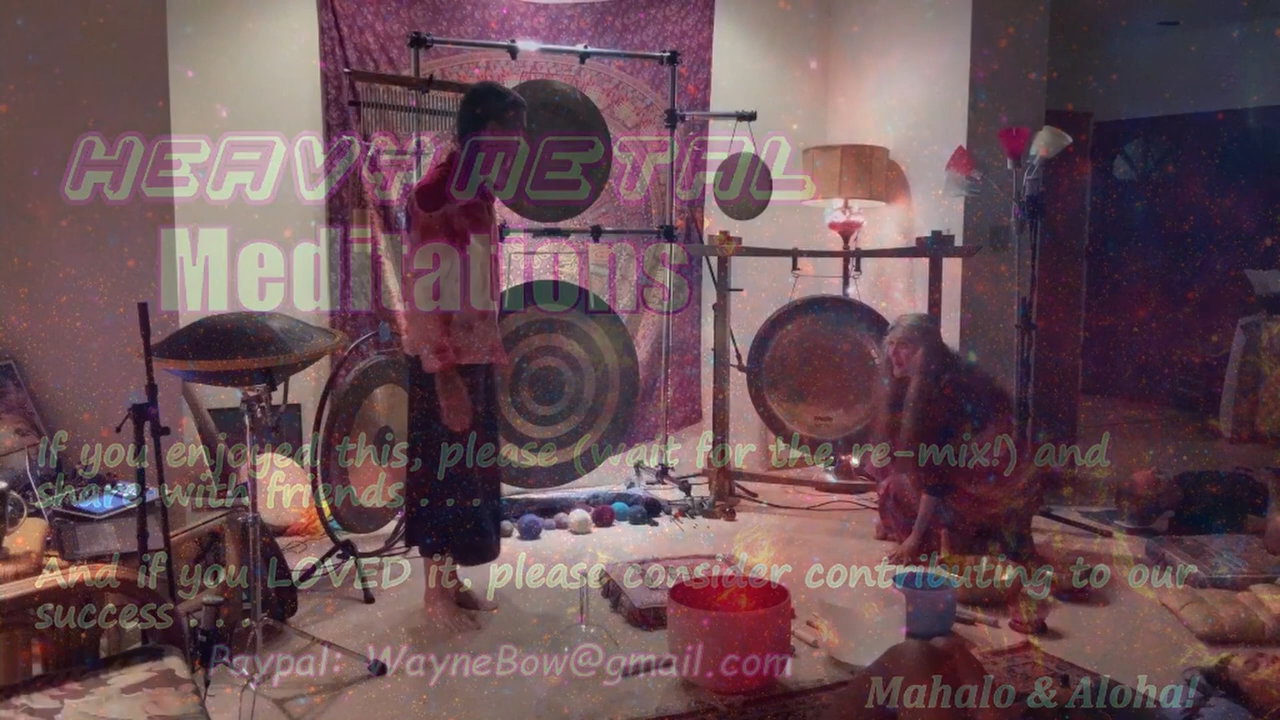 HEAVY METAL
Meditations
If you enjoyed this, please (wait for the re-mix!) and
share with friends . . . .
And if you LOVED it, please consider contributing to our
success . . . .
Paypal: WayneBow@gmail.com
Mahalo & Aloha!